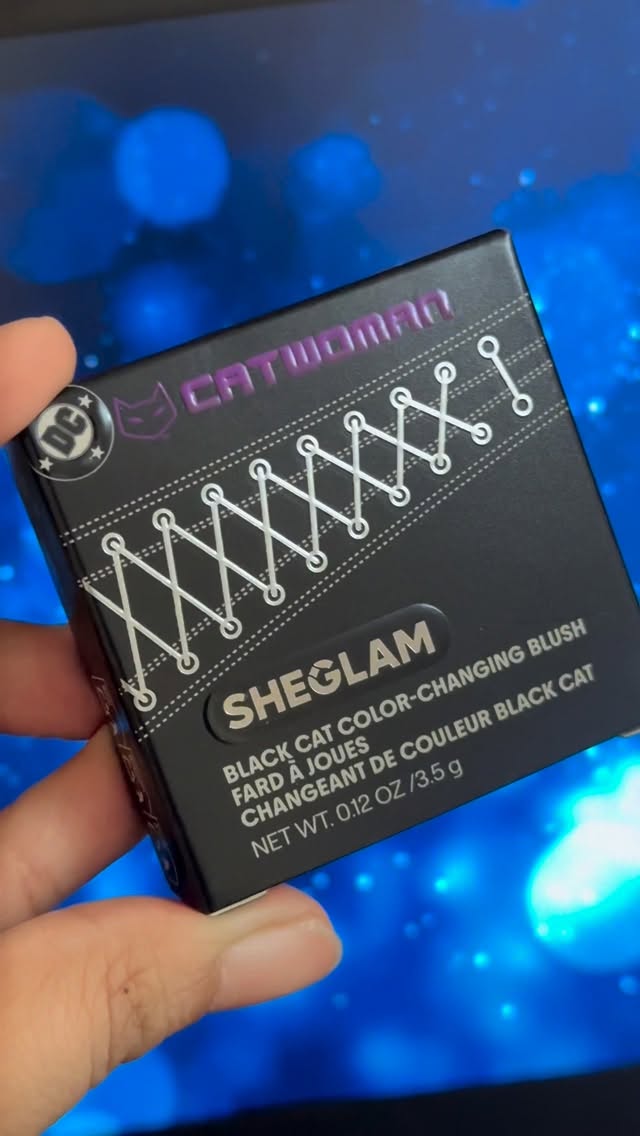 DC
CATWOMAN
SHEGLAM
BLACK CAT COLOR-CHANGING BLUSH
FARD À JOUES
CHANGEANT DE COULEUR BLACK CAT
NET WT. 0.12 OZ /3.5 g